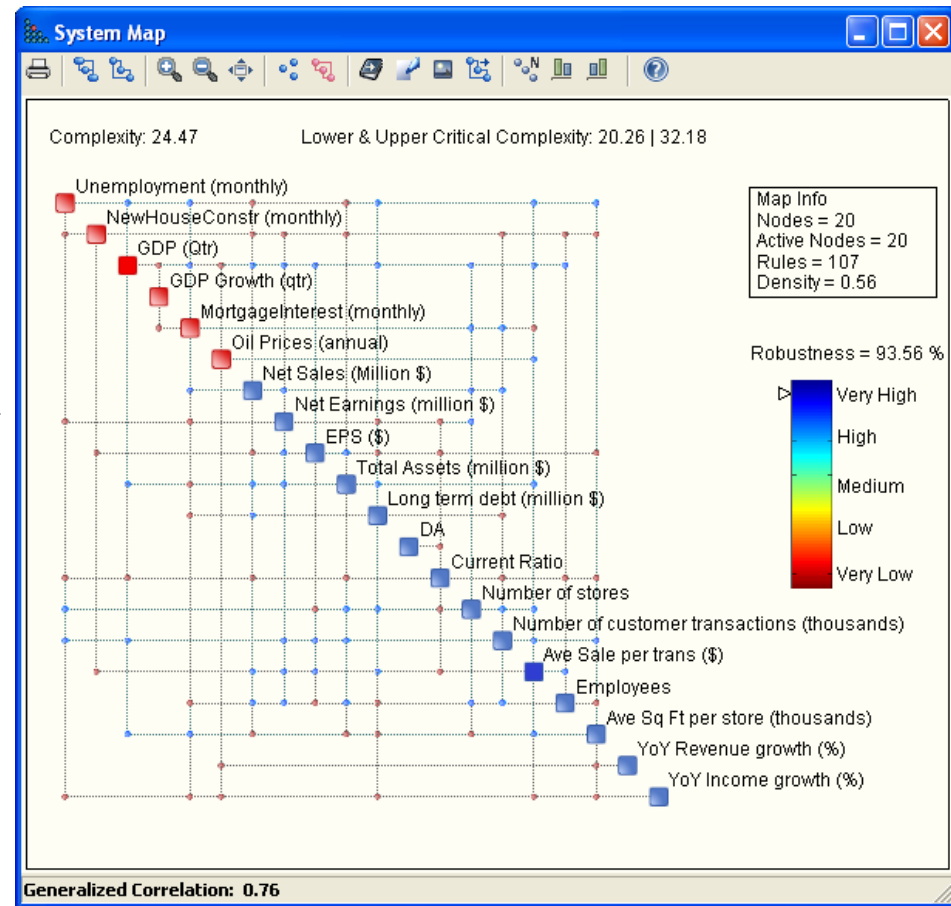 System Map
N
Complexity: 24.47
Lower & Upper Critical Complexity: 20.26 | 32.18
Unemployment (monthly)
NewHouseConstr (monthly)
GDP (Qtr)
GDP Growth (qtr)
MortgageInterest (monthly)
Oil Prices (annual)
Net Sales (Million $)
Net Earnings (million $)
EPS ($)
Total Assets (million $)
Long term debt (million $)
DA
Current Ratio
Number of stores
Number of customer transactions (thousands)
Ave Sale per trans ($)
Employees
Ave Sq Ft per store (thousands)
YoY Revenue growth (%)
YoY Income growth (%)
Map Info
Nodes = 20
Active Nodes = 20
Rules = 107
Density = 0.56
Robustness = 93.56 %
Very High
High
Medium
Low
Very Low
Generalized Correlation: 0.76